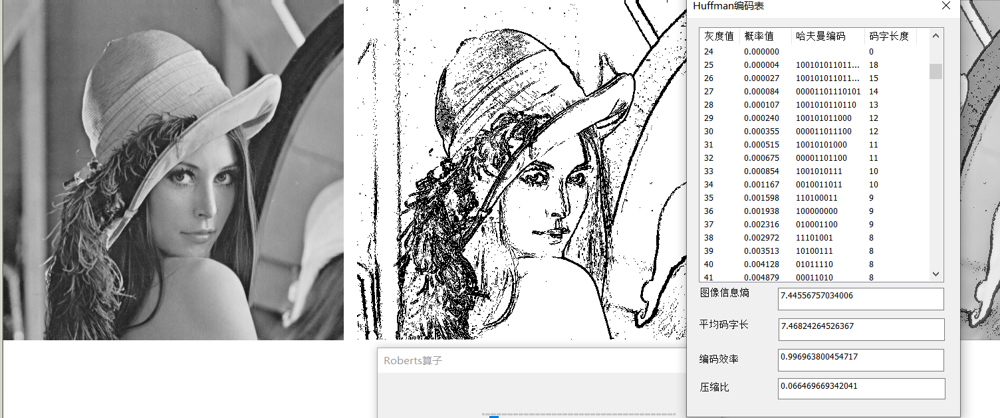 Huffman编码表
灰度值 概率值 哈夫曼编码 码字长度
24 0.000000 0
25 0.000004 100101011011... 18
26 0.000027 100101011011... 15
27 0.000084 00001101110101 14
28 0.000107 1001010110110 13
29 0.000240 100101011000 12
30 0.000355 000011011100 12
31 0.000515 10010101000 11
32 0.000675 00001101100 11
33 0.000854 1001010111 10
34 0.001167 0010011011 10
35 0.001598 110100011 9
36 0.001938 100000000 9
37 0.002316 010001100 9
38 0.002972 11101001 8
39 0.003513 10100111 8
40 0.004128 01011110 8
41 0.004879 00011010 8
图像信息熵 7.44556757034006
平均码字长 7.46824264526367
编码效率 0.996963800454717
压缩比 0.066469669342041
Roberts算子